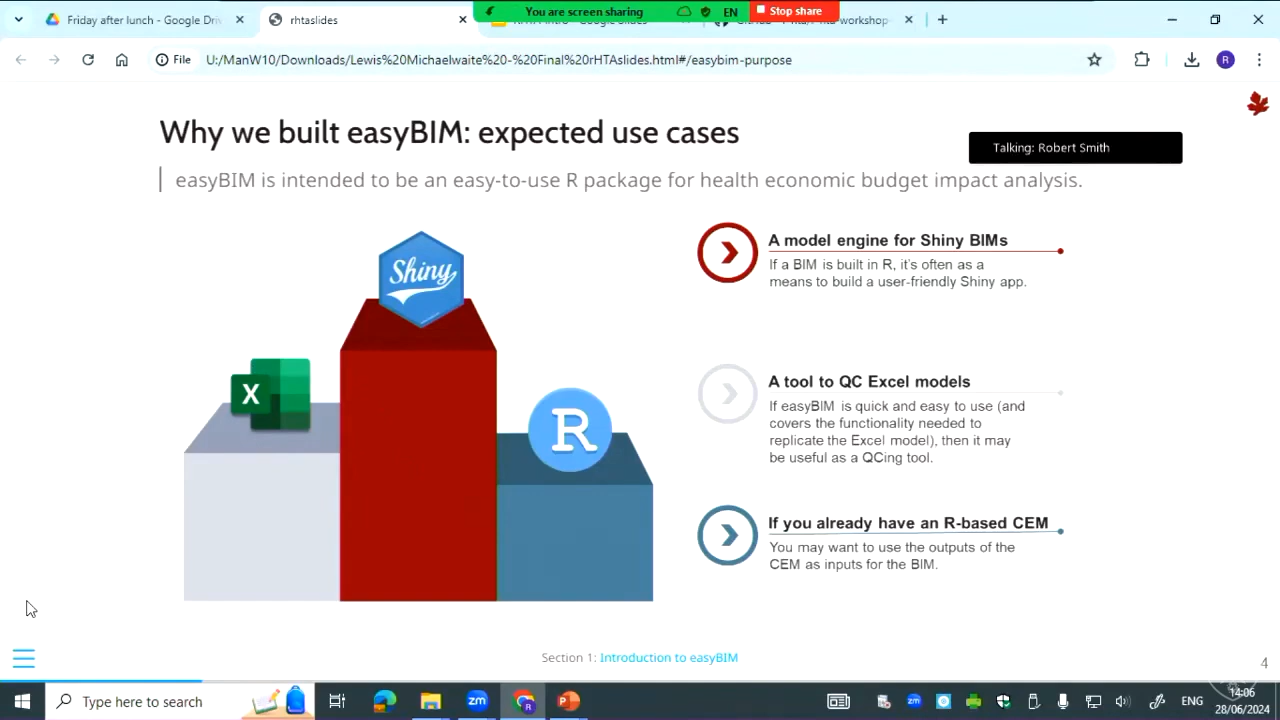 Friday after lunch - Google Driv
rhtaslides
You are screen sharing
EN
Stop share
File
U:/ManW10/Downloads/Lewis%20Michaelwaite%20-%20Final%20rHTAslides.html#/easybim-purpose
R
Why we built easyBIM: expected use cases
Talking: Robert Smith
easyBIM is intended to be an easy-to-use R package for health economic budget impact analysis.
Shiny
X
R
A model engine for Shiny BIMs
If a BIM is built in R, it's often as a
means to build a user-friendly Shiny app.
A tool to QC Excel models
If easyBIM is quick and easy to use (and
covers the functionality needed to
replicate the Excel model), then it may
be useful as a QCing tool.
If you already have an R-based CEM
You may want to use the outputs of the
CEM as inputs for the BIM.
Section 1: Introduction to easyBIM
4
Type here to search
zm
zm
ENG
14:06
28/06/2024